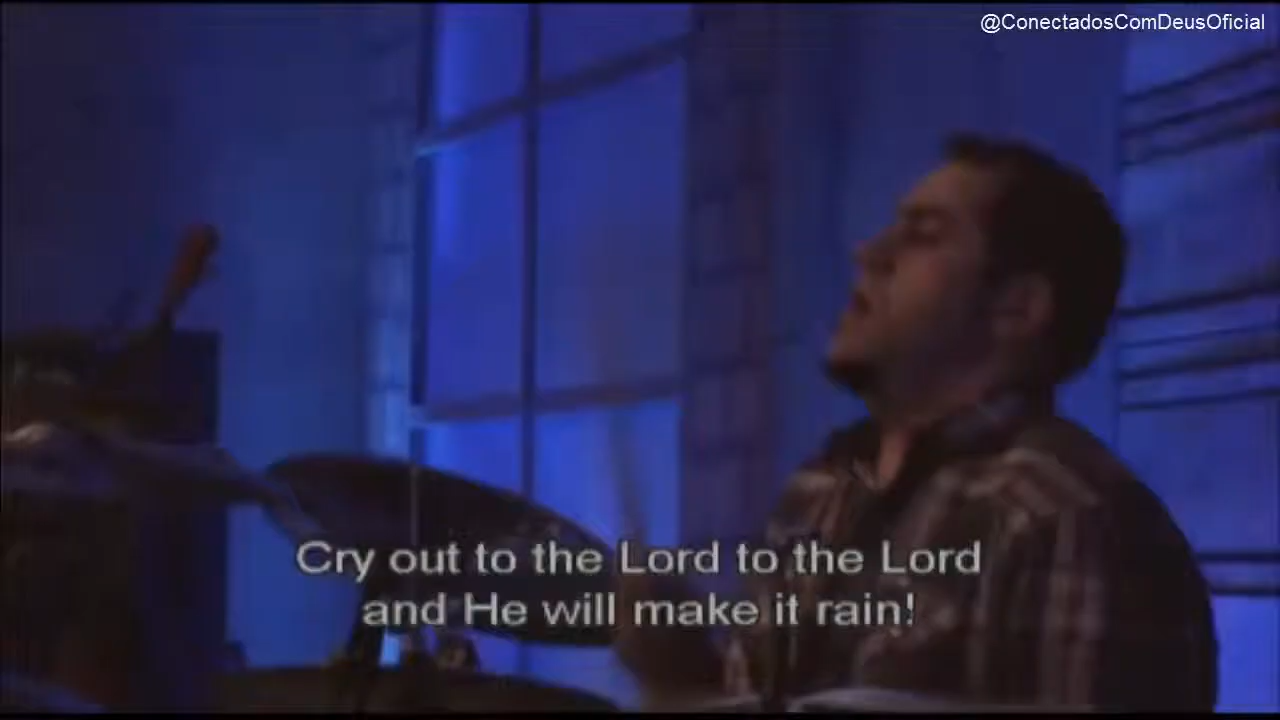 @ConectadosComDeusOficial
Cry out to the Lord to the Lord
and He will make it rain!